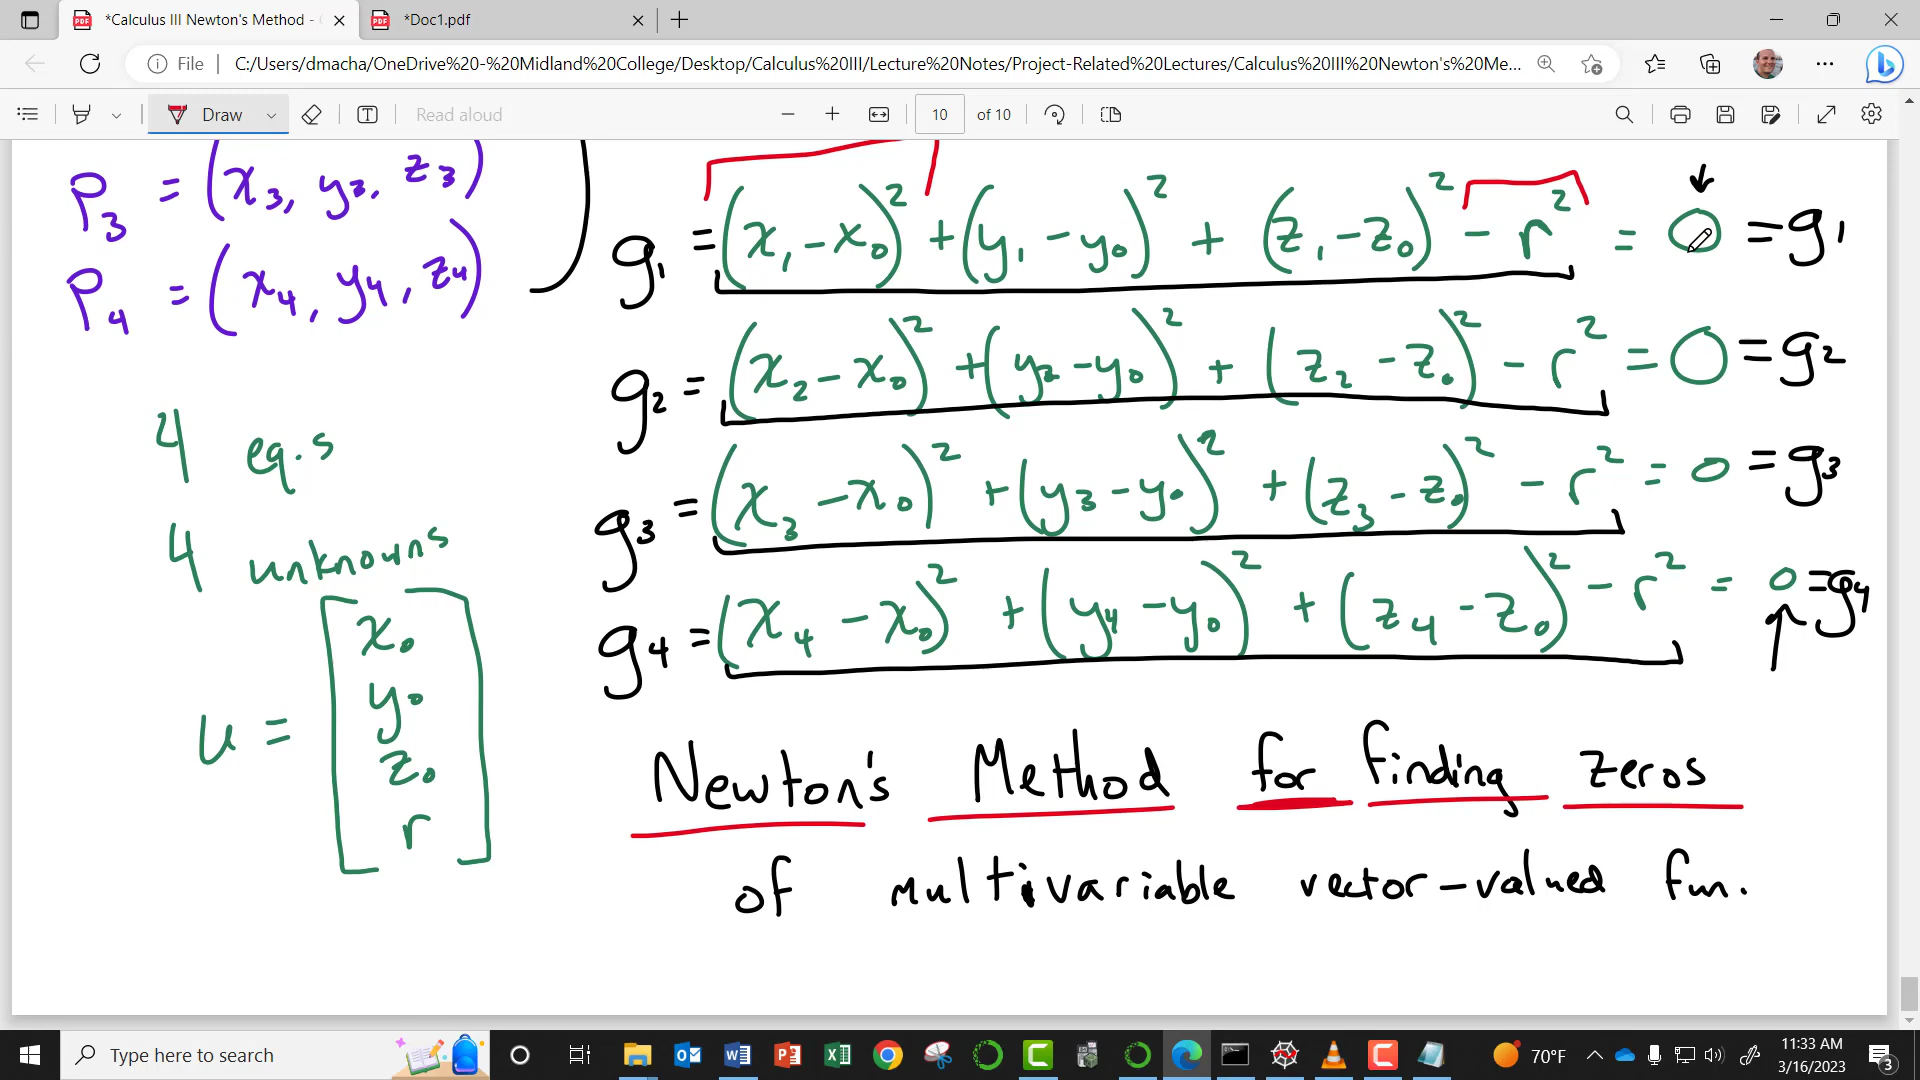 *Calculus III Newton's Method -
*Doc1.pdf
File
C:/Users/dmacha/OneDrive%20-%20Midland%20College/Desktop/Calculus%20III/Lecture%20Notes/Project-Related%20Lectures/Calculus%20III%20Newton's%20Me...
Draw
Read aloud
10 of 10
P₃ = (x₃, y₃, z₃)
P₄ = (x₄, y₄, z₄)
g₁ = (x₁ - x₀)² + (y₁ - y₀)² + (z₁ - z₀)² - r² = 0 = g₁
g₂ = (x₂ - x₀)² + (y₂ - y₀)² + (z₂ - z₀)² - r² = 0 = g₂
g₃ = (x₃ - x₀)² + (y₃ - y₀)² + (z₃ - z₀)² - r² = 0 = g₃
g₄ = (x₄ - x₀)² + (y₄ - y₀)² + (z₄ - z₀)² - r² = 0 = g₄
4 eq.s
4 unknowns
u = [x₀
y₀
z₀
r]
Newton's Method for finding zeros
of multivariable vector-valued fun.
Type here to search
70°F
11:33 AM
3/16/2023
3